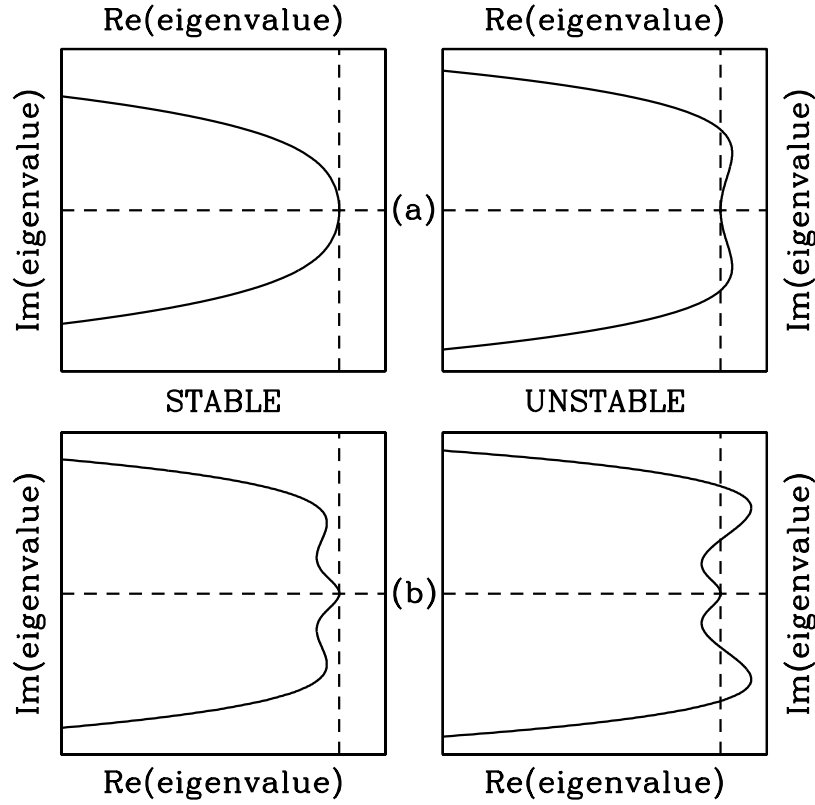 Re(eigenvalue) Re(eigenvalue)
Im(eigenvalue) (a) Im(eigenvalue)
STABLE UNSTABLE
Im(eigenvalue) (b) Im(eigenvalue)
Re(eigenvalue) Re(eigenvalue)